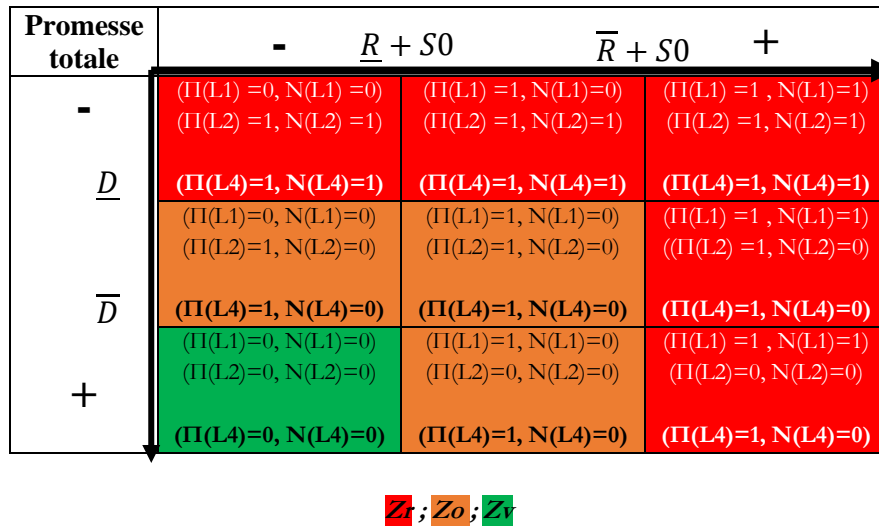 Promesse totale
- R + S0 R̅ + S0 +
-
(Π(L1) =0, N(L1) =0) (Π(L1) =1, N(L1)=0) (Π(L1) =1 , N(L1)=1)
(Π(L2) =1, N(L2) =1) (Π(L2) =1, N(L2)=1) (Π(L2) =1, N(L2)=1)
D (Π(L4)=1, N(L4)=1) (Π(L4)=1, N(L4)=1) (Π(L4)=1, N(L4)=1)
(Π(L1)=0, N(L1)=0) (Π(L1)=1, N(L1)=0) (Π(L1) =1 , N(L1)=1)
(Π(L2)=1, N(L2)=0) (Π(L2)=1, N(L2)=0) ((Π(L2) =1, N(L2)=0)
D̅ (Π(L4)=1, N(L4)=0) (Π(L4)=1, N(L4)=0) (Π(L4)=1, N(L4)=0)
(Π(L1)=0, N(L1)=0) (Π(L1)=1, N(L1)=0) (Π(L1) =1 , N(L1)=1)
(Π(L2)=0, N(L2)=0) (Π(L2)=0, N(L2)=0) (Π(L2)=0, N(L2)=0)
+
(Π(L4)=0, N(L4)=0) (Π(L4)=1, N(L4)=0) (Π(L4)=1, N(L4)=0)
Zr ; Zo ; Zv